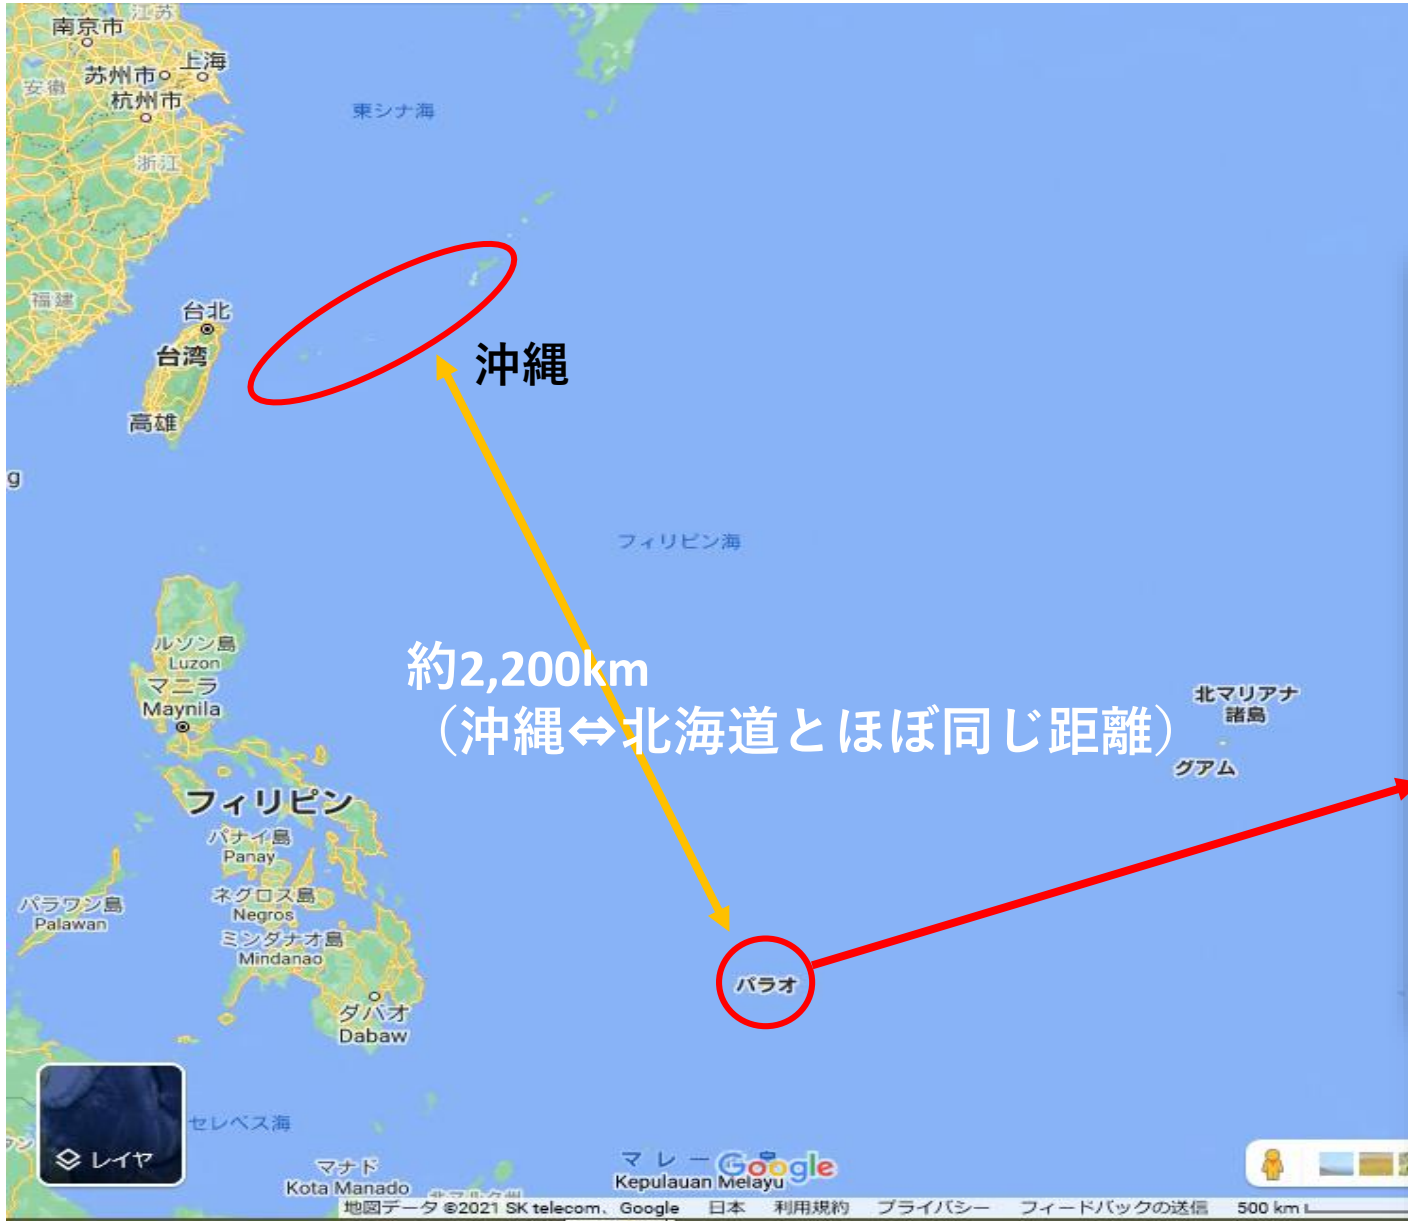 江苏
南京市
上海
苏州市
安徽
杭州市
東シナ海
浙江
福建
台北
台湾
沖縄
高雄
g
フィリピン海
ルソン島
Luzon
マニラ
Maynila
約2,200km
（沖縄⇔北海道とほぼ同じ距離）
北マリアナ
諸島
グアム
フィリピン
パナイ島
Panay
パラワン島
Palawan
ネグロス島
Negros
ミンダナオ島
Mindanao
パラオ
ダバオ
Dabaw
セレベス海
レイヤ
マナド
Kota Manado
マレー
Kepulauan Melayu
Google
地図データ ©2021 SK telecom、Google 日本 利用規約 プライバシー フィードバックの送信 500 km